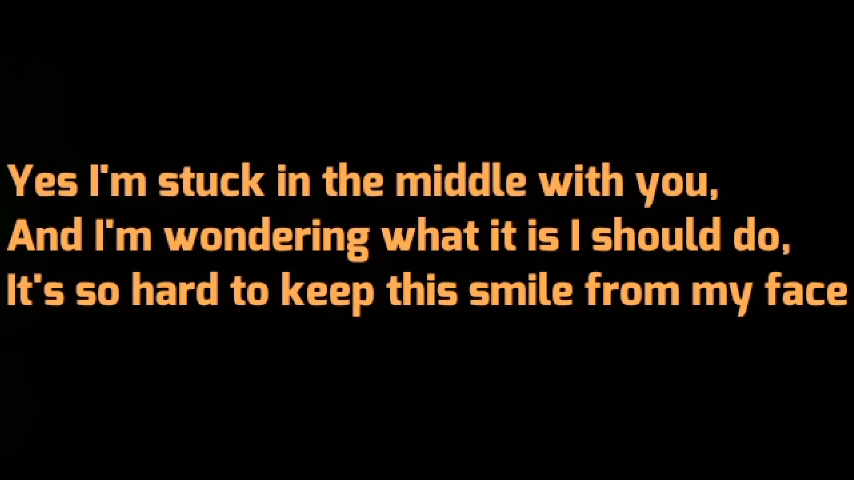 Yes I'm stuck in the middle with you,
And I'm wondering what it is I should do,
It's so hard to keep this smile from my face